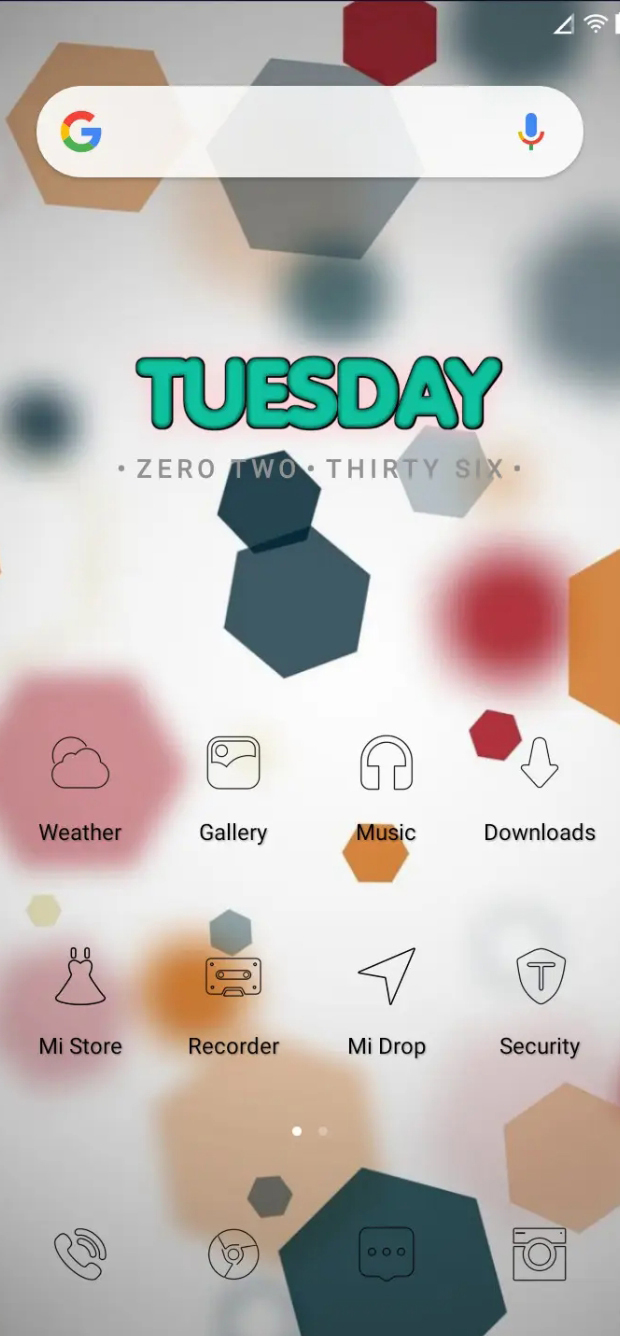 TUESDAY
• ZERO TWO • THIRTY SIX •
Weather Gallery Music Downloads
Mi Store Recorder Mi Drop Security